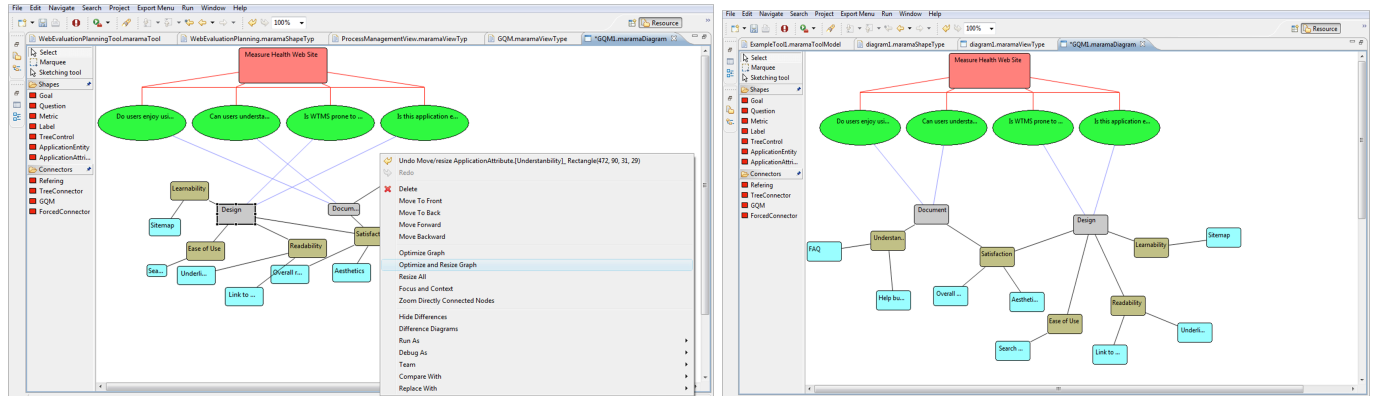 File Edit Navigate Search Project Export Menu Run Window Help
100%
Resource
WebEvaluationPlanningTool.maramaTool
WebEvaluationPlanning.maramaShapeTyp
ProcessManagementView.maramaViewTyp
GQM.maramaViewType
*GQM1.maramaDiagram
Select
Marquee
Sketching tool
Shapes
Goal
Question
Metric
Label
TreeControl
ApplicationEntity
ApplicationAttri...
Connectors
Refering
TreeConnector
GQM
ForcedConnector
Measure Health Web Site
Do users enjoy usi...
Can users understa...
Is WTMS prone to ...
Is this application e...
Learnability
Design
Docum...
Sitemap
Satisfact
Ease of Use
Readability
Sea...
Underli...
Overall r...
Aesthetics
Link to ...
Undo Move/resize ApplicationAttribute.[Understanbility]_ Rectangle(472, 90, 31, 29)
Redo
Delete
Move To Front
Move To Back
Move Forward
Move Backward
Optimize Graph
Optimize and Resize Graph
Resize All
Focus and Context
Zoom Directly Connected Nodes
Hide Differences
Difference Diagrams
Run As
Debug As
Team
Compare With
Replace With
File Edit Navigate Search Project Export Menu Run Window Help
100%
Resource
ExampleTool1.maramaToolModel
diagram1.maramaShapeType
diagram1.maramaViewType
*GQM1.maramaDiagram
Select
Marquee
Sketching tool
Shapes
Goal
Question
Metric
Label
TreeControl
ApplicationEntity
ApplicationAttri...
Connectors
Refering
TreeConnector
GQM
ForcedConnector
Measure Health Web Site
Do users enjoy usi...
Can users understa...
Is WTMS prone to ...
Is this application e...
Document
Design
Understan..
FAQ
Satisfaction
Learnability
Sitemap
Help bu...
Overall ...
Aestheti...
Readability
Ease of Use
Underli...
Search ...
Link to ...